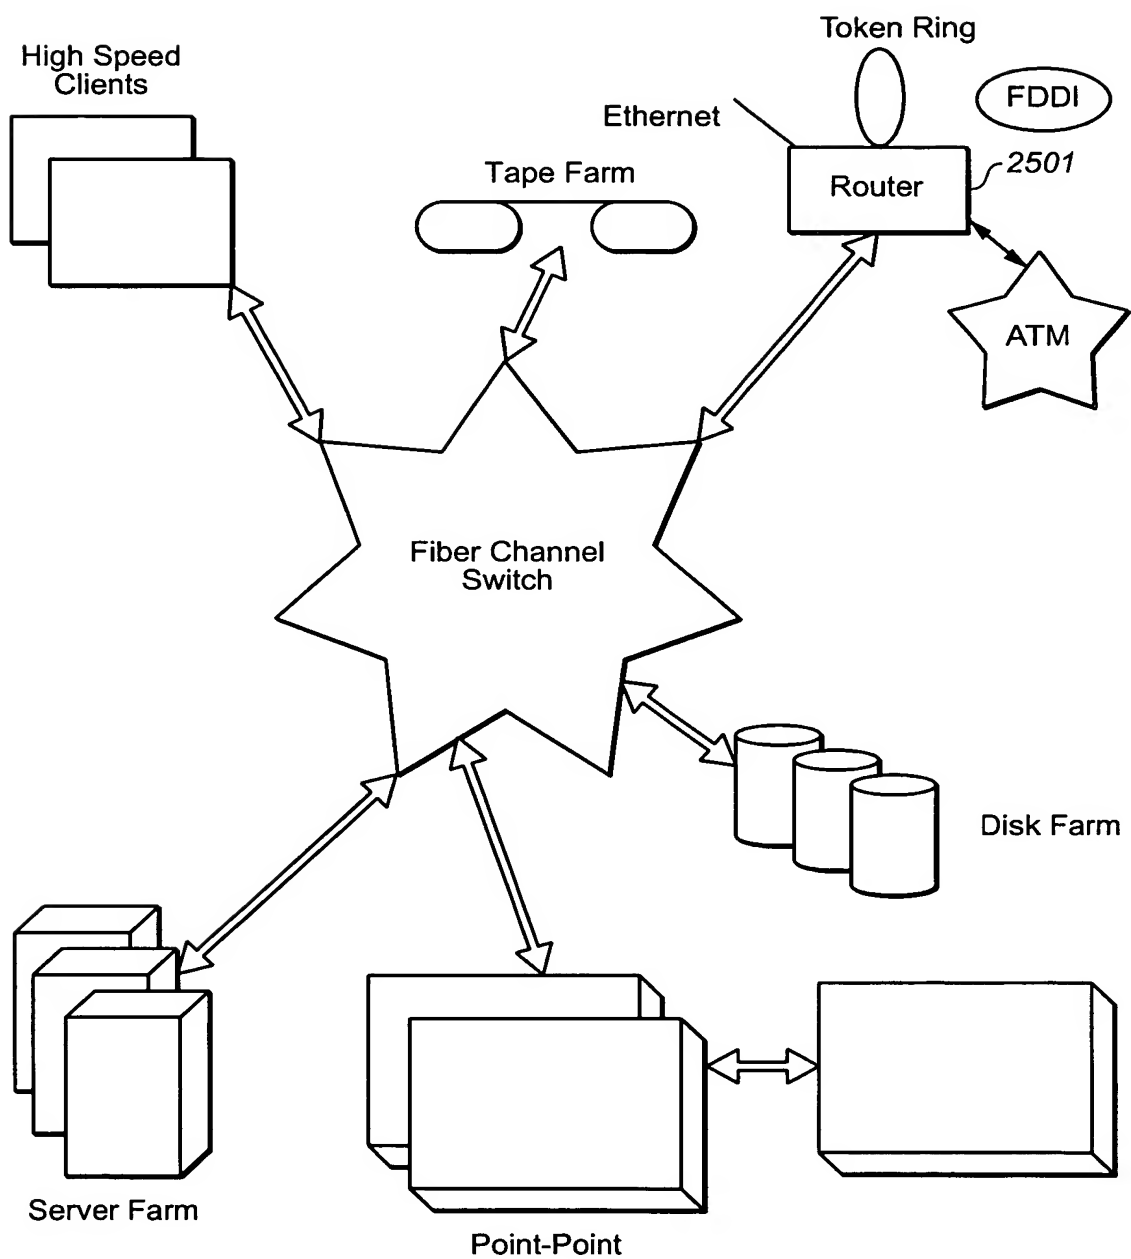 Token Ring
High Speed
Clients
FDDI
Ethernet
2501
Tape Farm
Router
ATM
Fiber Channel
Switch
Disk Farm
Server Farm
Point-Point